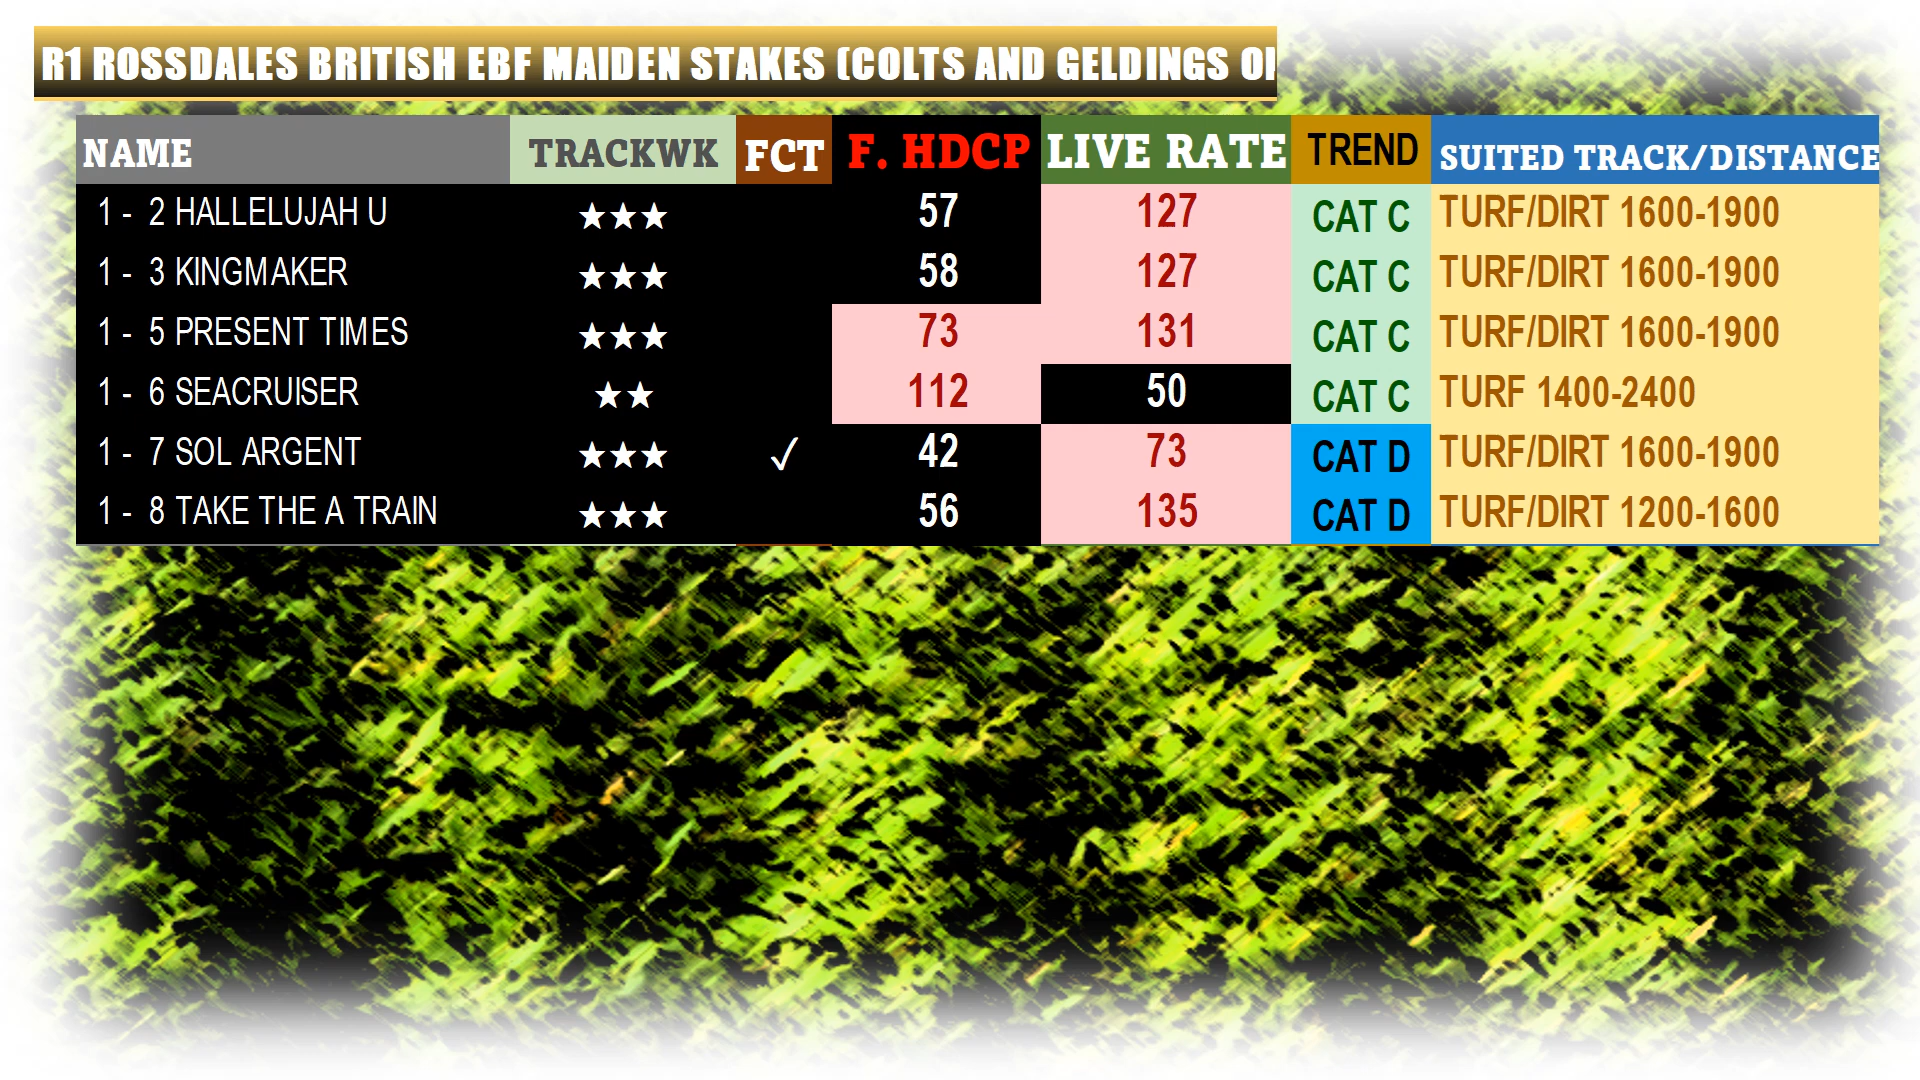 R1 ROSSDALES BRITISH EBF MAIDEN STAKES (COLTS AND GELDINGS
NAME TRACKWK FCT F. HDCP LIVE RATE TREND SUITED TRACK/DISTANCE
1 - 2 HALLELUJAH U ★★★ 57 127 CAT C TURF/DIRT 1600-1900
1 - 3 KINGMAKER ★★★ 58 127 CAT C TURF/DIRT 1600-1900
1 - 5 PRESENT TIMES ★★★ 73 131 CAT C TURF/DIRT 1600-1900
1 - 6 SEACRUISER ★★ 112 50 CAT C TURF 1400-2400
1 - 7 SOL ARGENT ★★★ ✓ 42 73 CAT D TURF/DIRT 1600-1900
1 - 8 TAKE THE A TRAIN ★★★ 56 135 CAT D TURF/DIRT 1200-1600